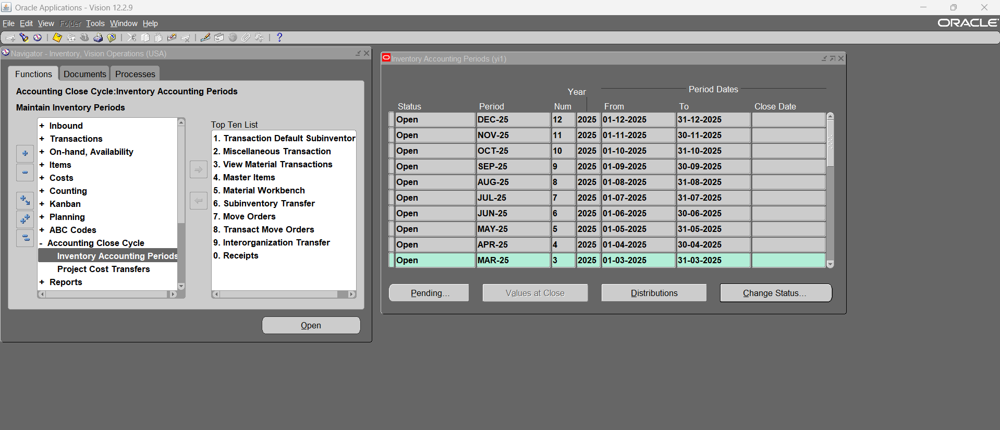 Oracle Applications - Vision 12.2.9
File Edit View Folder Tools Window Help
ORACLE
Navigator - Inventory, Vision Operations (USA)
Functions Documents Processes
Accounting Close Cycle:Inventory Accounting Periods
Maintain Inventory Periods
+ Inbound
+ Transactions
+ On-hand, Availability
+ Items
+ Costs
+ Counting
+ Kanban
+ Planning
+ ABC Codes
- Accounting Close Cycle
Inventory Accounting Periods
Project Cost Transfers
+ Reports
Top Ten List
1. Transaction Default Subinventor
2. Miscellaneous Transaction
3. View Material Transactions
4. Master Items
5. Material Workbench
6. Subinventory Transfer
7. Move Orders
8. Transact Move Orders
9. Interorganization Transfer
0. Receipts
Open
Inventory Accounting Periods (yi1)
Year Period Dates
Status Period Num From To Close Date
Open DEC-25 12 2025 01-12-2025 31-12-2025
Open NOV-25 11 2025 01-11-2025 30-11-2025
Open OCT-25 10 2025 01-10-2025 31-10-2025
Open SEP-25 9 2025 01-09-2025 30-09-2025
Open AUG-25 8 2025 01-08-2025 31-08-2025
Open JUL-25 7 2025 01-07-2025 31-07-2025
Open JUN-25 6 2025 01-06-2025 30-06-2025
Open MAY-25 5 2025 01-05-2025 31-05-2025
Open APR-25 4 2025 01-04-2025 30-04-2025
Open MAR-25 3 2025 01-03-2025 31-03-2025
Pending... Values at Close Distributions Change Status...